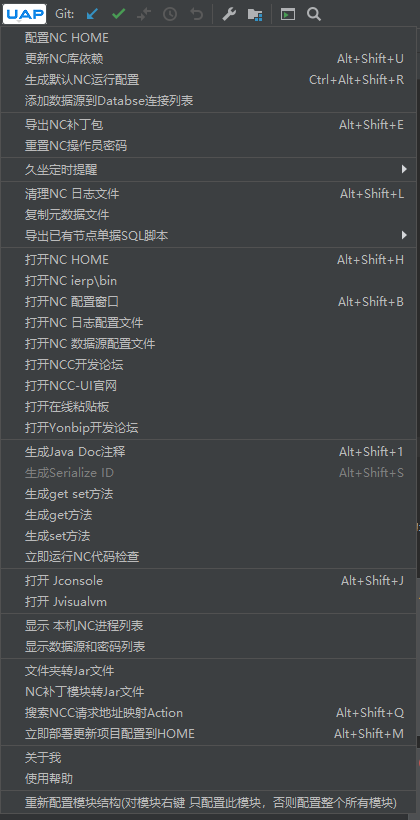 UAP Git:
配置NC HOME
更新NC库依赖 Alt+Shift+U
生成默认NC运行配置 Ctrl+Alt+Shift+R
添加数据源到Databse连接列表
导出NC补丁包 Alt+Shift+E
重置NC操作员密码
久坐定时提醒
清理NC 日志文件 Alt+Shift+L
复制元数据文件
导出已有节点单据SQL脚本
打开NC HOME Alt+Shift+H
打开NC ierp\bin
打开NC 配置窗口 Alt+Shift+B
打开NC 日志配置文件
打开NC 数据源配置文件
打开NCC开发论坛
打开NCC-UI官网
打开在线粘贴板
打开Yonbip开发论坛
生成Java Doc注释 Alt+Shift+1
生成Serialize ID Alt+Shift+S
生成get set方法
生成get方法
生成set方法
立即运行NC代码检查
打开 Jconsole Alt+Shift+J
打开 Jvisualvm
显示 本机NC进程列表
显示数据源和密码列表
文件夹转Jar文件
NC补丁模块转Jar文件
搜索NCC请求地址映射Action Alt+Shift+Q
立即部署更新项目配置到HOME Alt+Shift+M
关于我
使用帮助
重新配置模块结构(对模块右键 只配置此模块，否则配置整个所有模块)